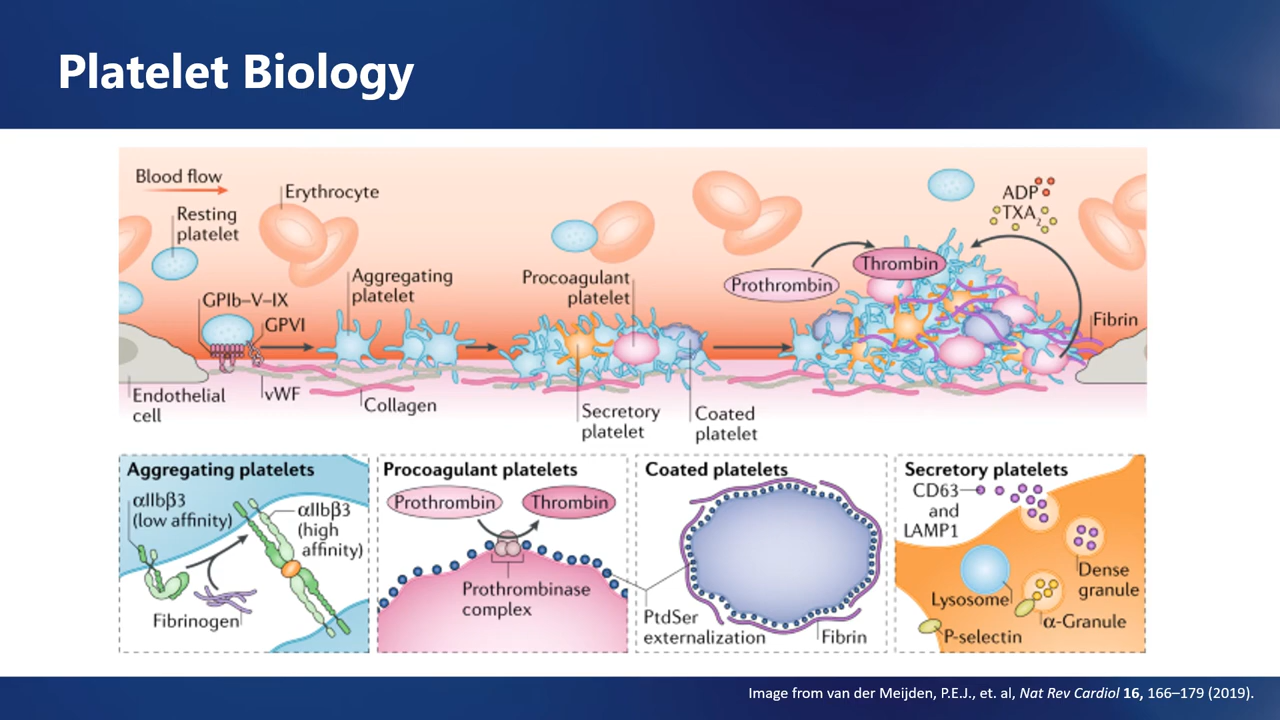 Platelet Biology
Blood flow
Erythrocyte
Resting
platelet
ADP
TXA2
GPIb–V–IX
GPVI
Aggregating
platelet
Procoagulant
platelet
Prothrombin
Thrombin
Fibrin
Endothelial
cell
vWF
Collagen
Secretory
platelet
Coated
platelet
Aggregating platelets
αIIbβ3
(low affinity)
αIIbβ3
(high
affinity)
Fibrinogen
Procoagulant platelets
Prothrombin
Thrombin
Prothrombinase
complex
Coated platelets
PtdSer
externalization
Fibrin
Secretory platelets
CD63
and
LAMP1
Dense
granule
Lysosome
α-Granule
P-selectin
Image from van der Meijden, P.E.J., et. al, Nat Rev Cardiol 16, 166–179 (2019).